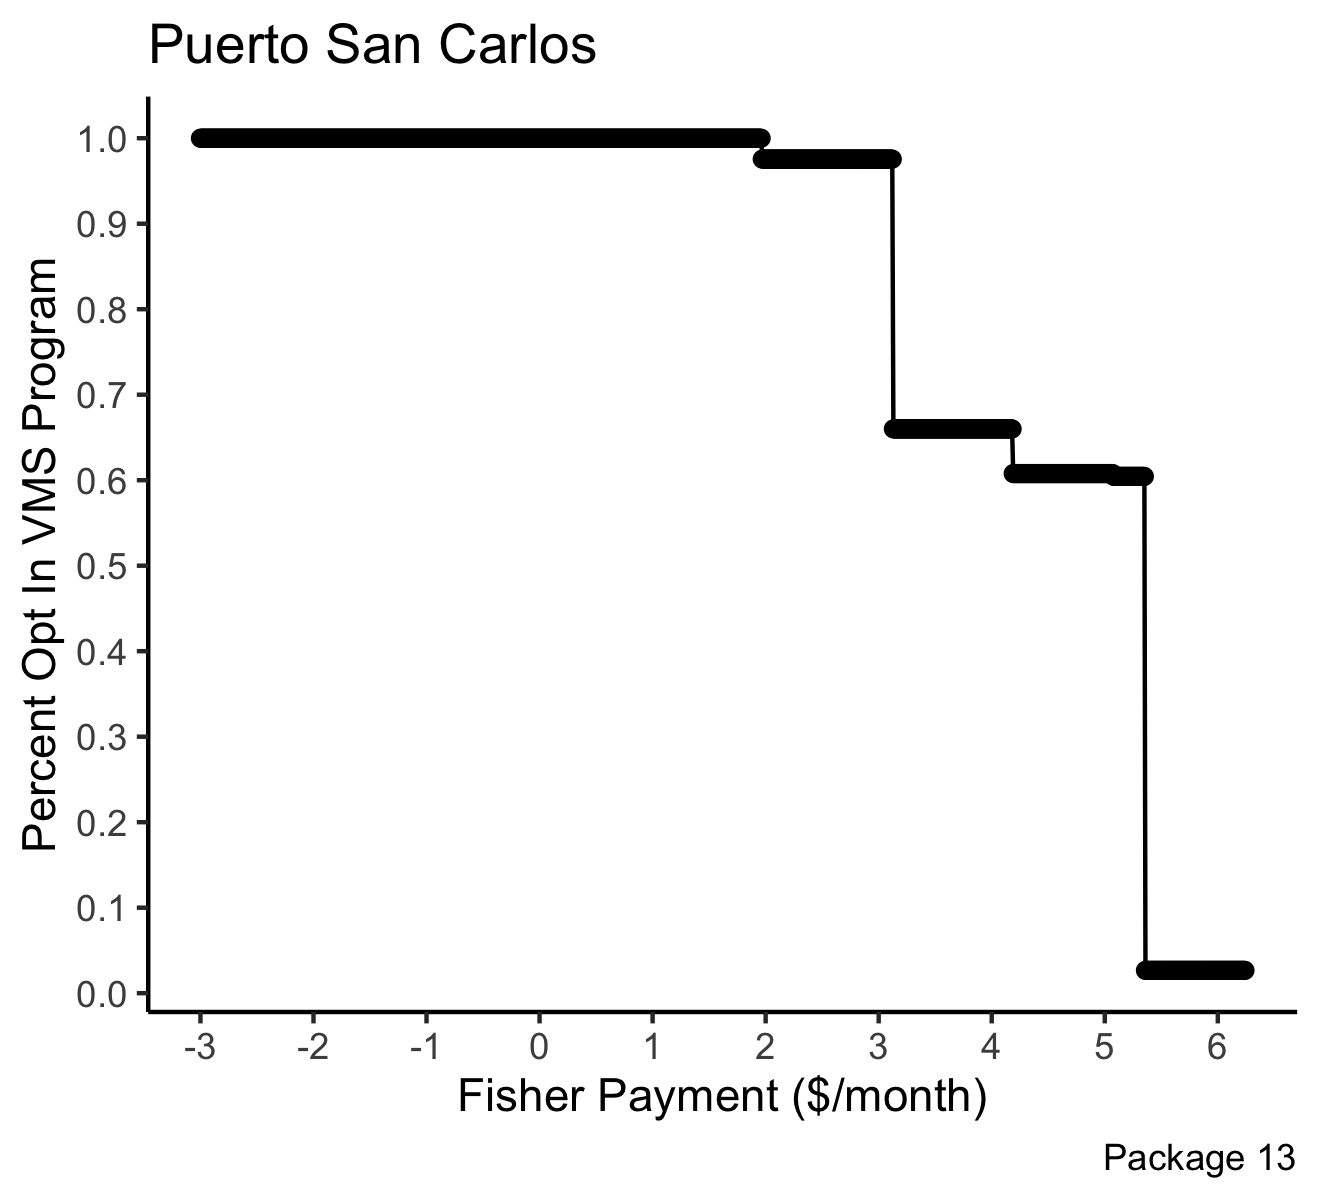 Puerto San Carlos
Percent Opt In VMS Program
1.0
0.9
0.8
0.7
0.6
0.5
0.4
0.3
0.2
0.1
0.0
-3 -2 -1 0 1 2 3 4 5 6
Fisher Payment ($/month)
Package 13